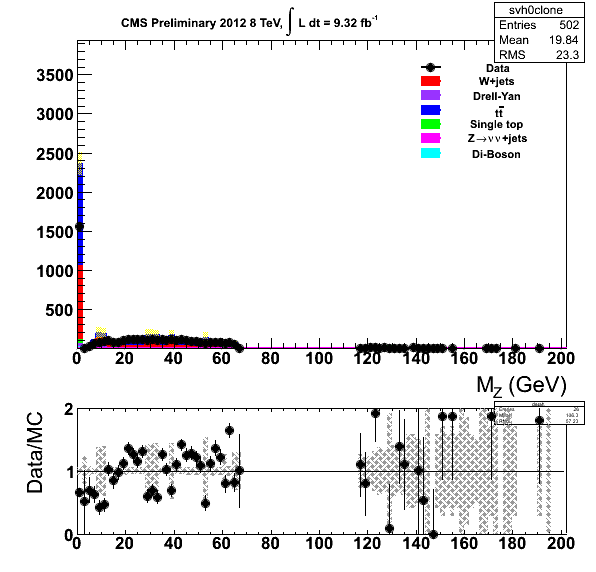 svh0clone
Entries 502
Mean 19.84
RMS 23.3
CMS Preliminary 2012 8 TeV, ∫ L dt = 9.32 fb⁻¹
3500
3000
2500
2000
1500
1000
500
Data
W+jets
Drell-Yan
tt̅
Single top
Z→νν+jets
Di-Boson
0 20 40 60 80 100 120 140 160 180 200
M_Z (GeV)
Data/MC
2
1
0
0 20 40 60 80 100 120 140 160 180 200